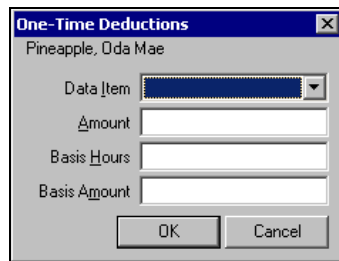 One-Time Deductions
Pineapple, Oda Mae
Data Item
Amount
Basis Hours
Basis Amount
OK Cancel